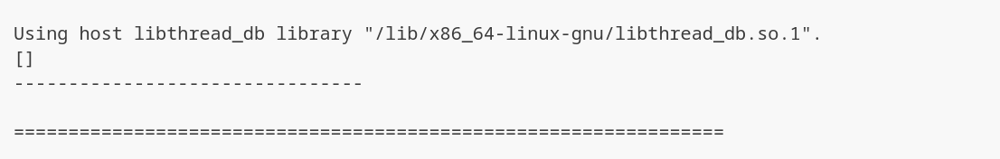 Using host libthread_db library "/lib/x86_64-linux-gnu/libthread_db.so.1".
[]
--------------------------------
=================================================================